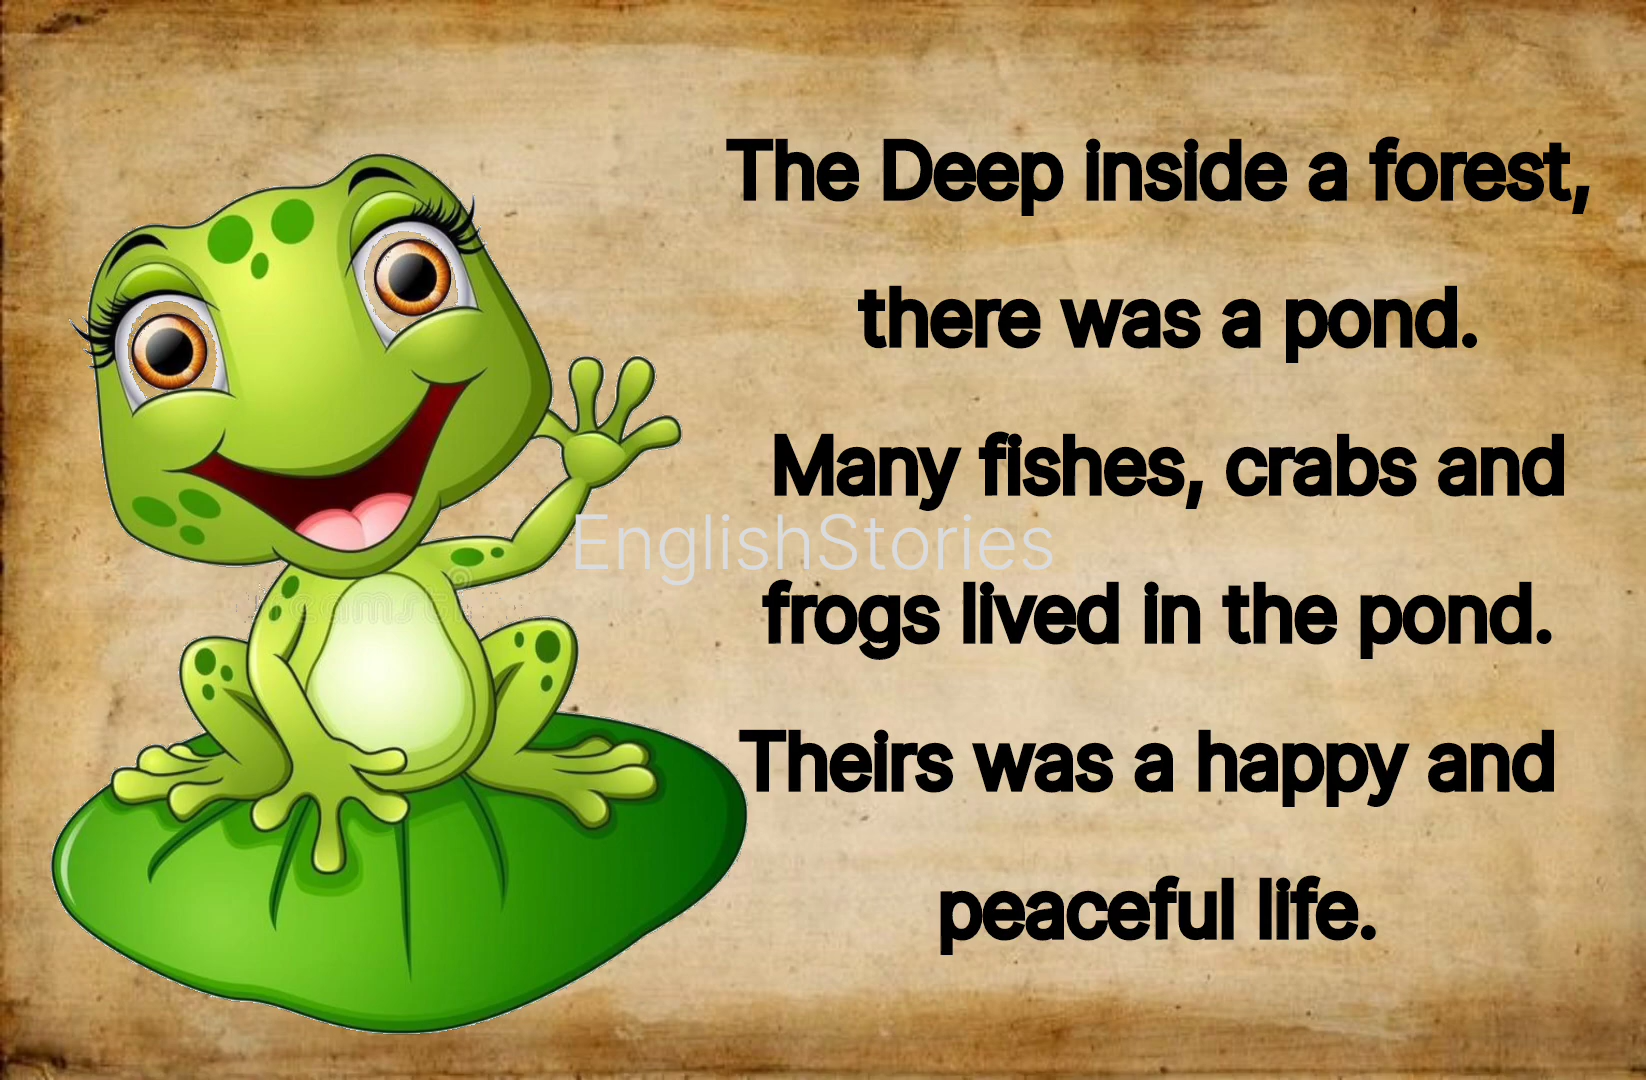 The Deep inside a forest,
there was a pond.
Many fishes, crabs and
EnglishStories
frogs lived in the pond.
Theirs was a happy and
peaceful life.